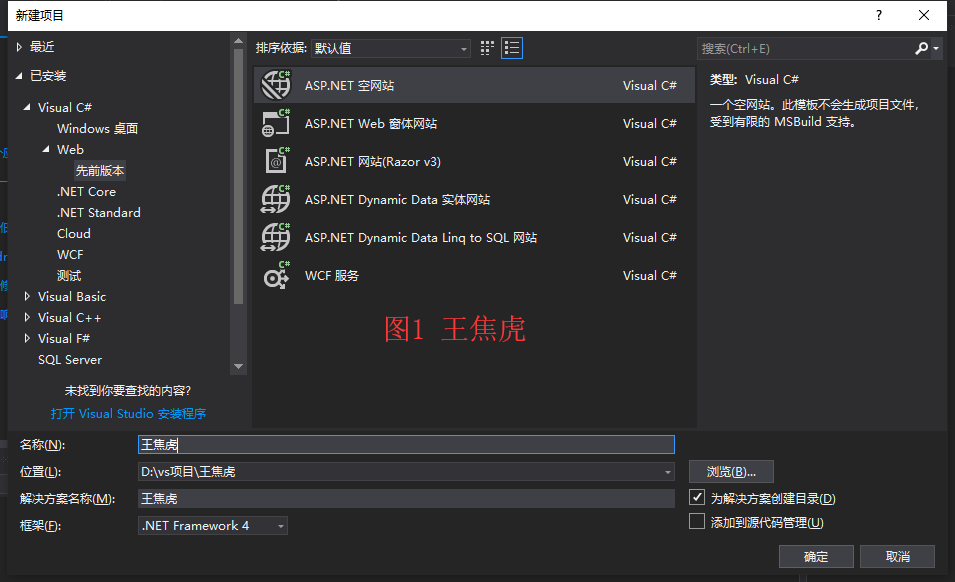 新建项目
?
最近
已安装
Visual C#
Windows 桌面
Web
先前版本
.NET Core
.NET Standard
Cloud
WCF
测试
Visual Basic
Visual C++
Visual F#
SQL Server
未找到你要查找的内容?
打开 Visual Studio 安装程序
排序依据: 默认值
ASP.NET 空网站 Visual C#
ASP.NET Web 窗体网站 Visual C#
ASP.NET 网站(Razor v3) Visual C#
ASP.NET Dynamic Data 实体网站 Visual C#
ASP.NET Dynamic Data Linq to SQL 网站 Visual C#
WCF 服务 Visual C#
图1 王焦虎
搜索(Ctrl+E)
类型: Visual C#
一个空网站。此模板不会生成项目文件,
受到有限的 MSBuild 支持。
名称(N): 王焦虎
位置(L): D:\vs项目\王焦虎 浏览(B)...
解决方案名称(M): 王焦虎 为解决方案创建目录(D)
框架(F): .NET Framework 4 添加到源代码管理(U)
确定 取消